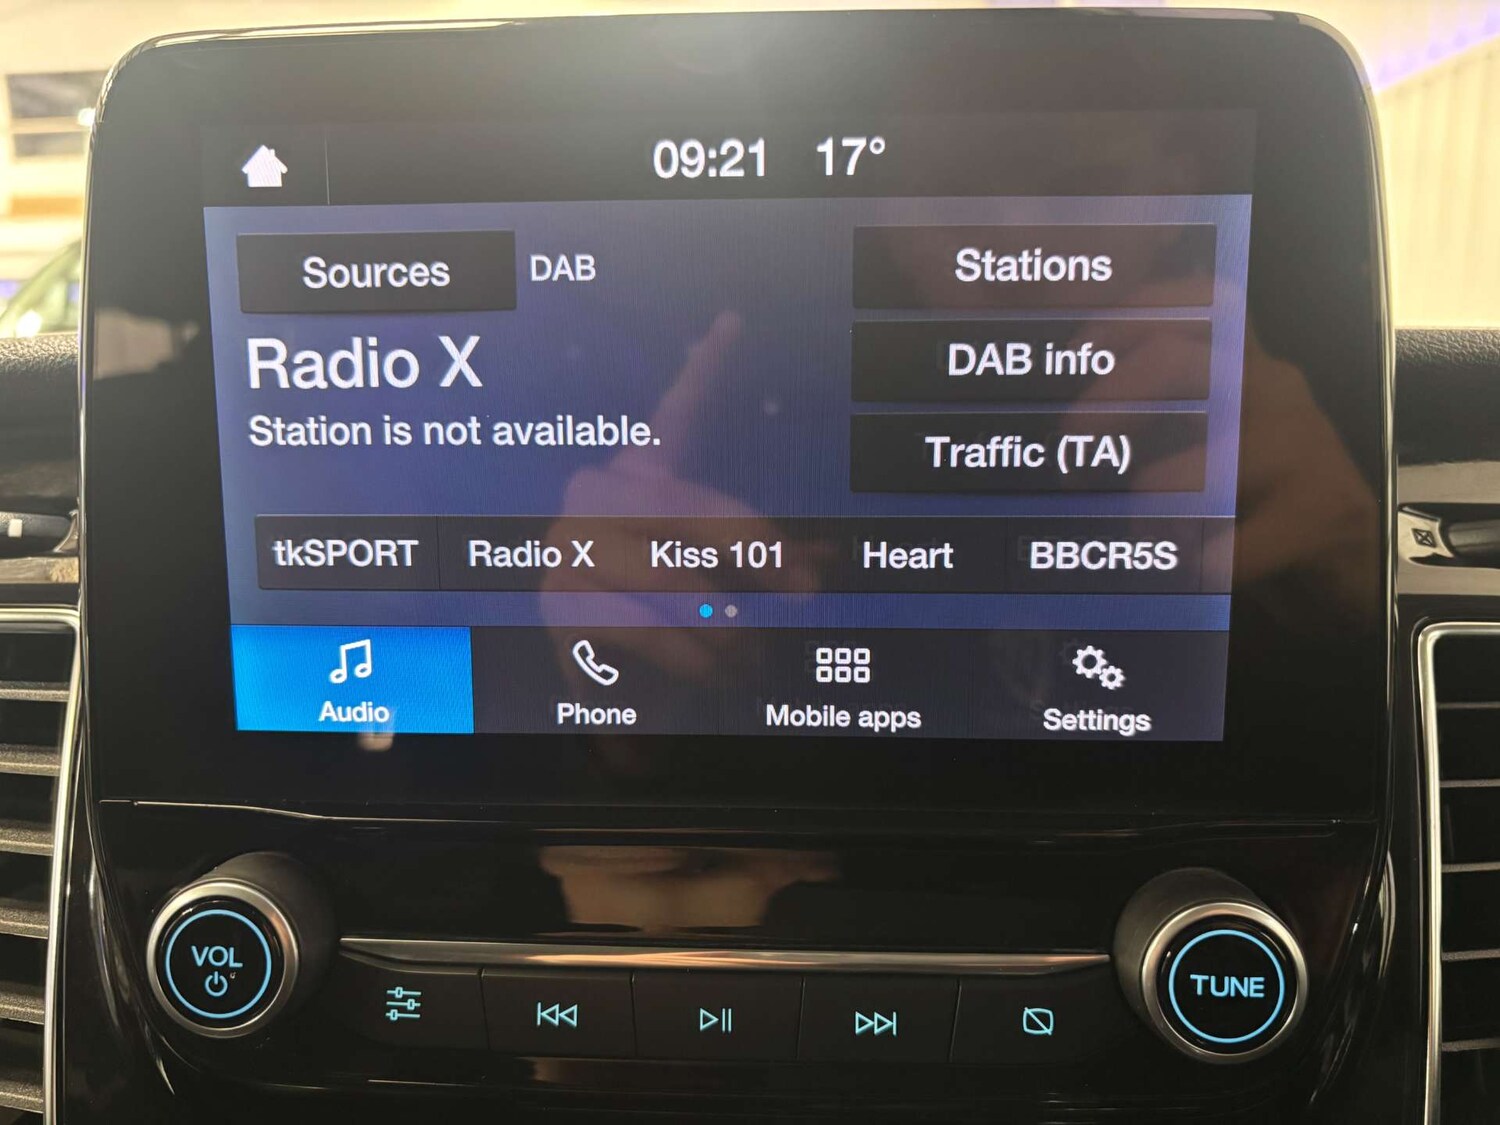 09:21 17°
Sources DAB Stations
Radio X DAB info
Station is not available. Traffic (TA)
tkSPORT Radio X Kiss 101 Heart BBCR5S
Audio Phone Mobile apps Settings
VOL TUNE